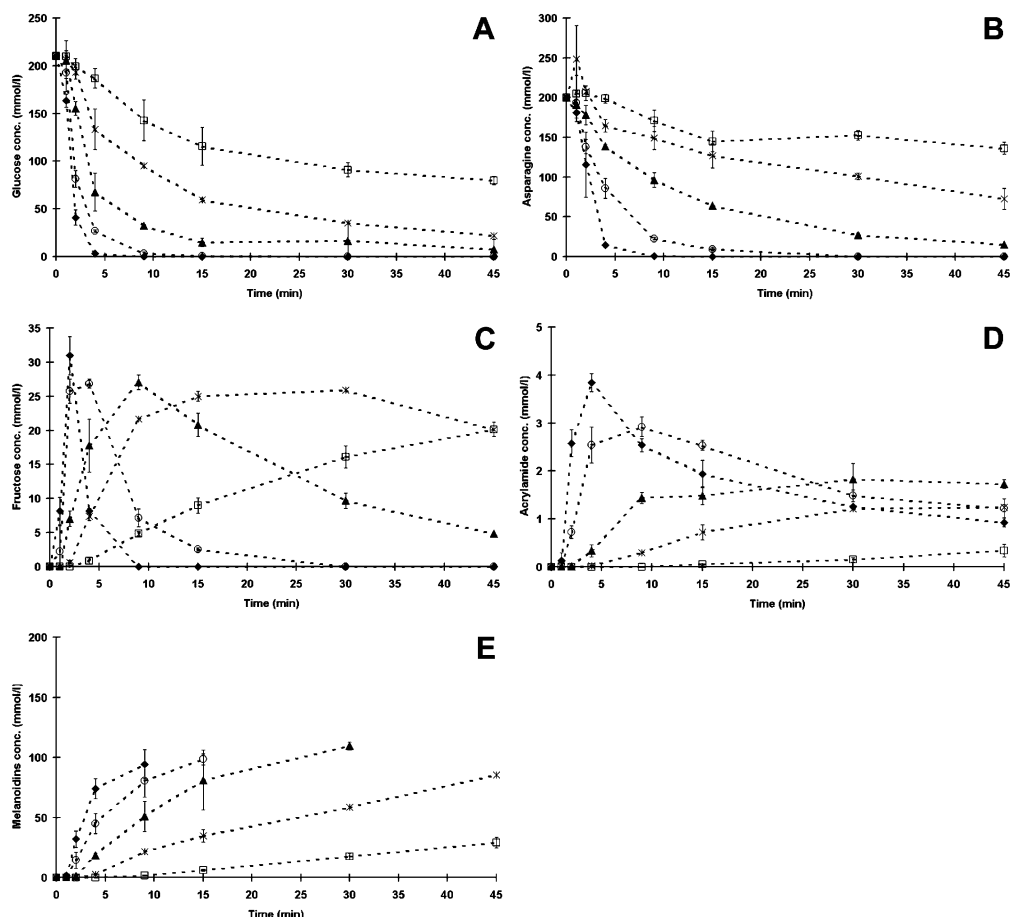 A
Glucose conc. (mmol/l)
250
200
150
100
50
0
0 5 10 15 20 25 30 35 40 45
Time (min)
B
Asparagine conc. (mmol/l)
300
250
200
150
100
50
0
0 5 10 15 20 25 30 35 40 45
Time (min)
C
Fructose conc. (mmol/l)
35
30
25
20
15
10
5
0
0 5 10 15 20 25 30 35 40 45
Time (min)
D
Acrylamide conc. (mmol/l)
5
4
3
2
1
0
0 5 10 15 20 25 30 35 40 45
Time (min)
E
Melanoidins conc. (mmol/l)
200
150
100
50
0
0 5 10 15 20 25 30 35 40 45
Time (min)